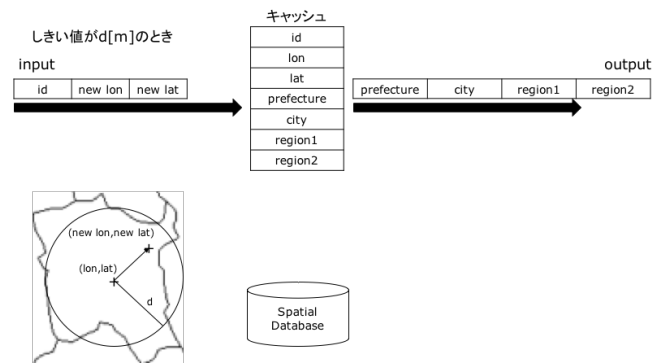 しきい値がd[m]のとき
input
id
new lon
new lat
キャッシュ
id
lon
lat
prefecture
city
region1
region2
output
prefecture
city
region1
region2
(new lon,new lat)
(lon,lat)
d
Spatial
Database